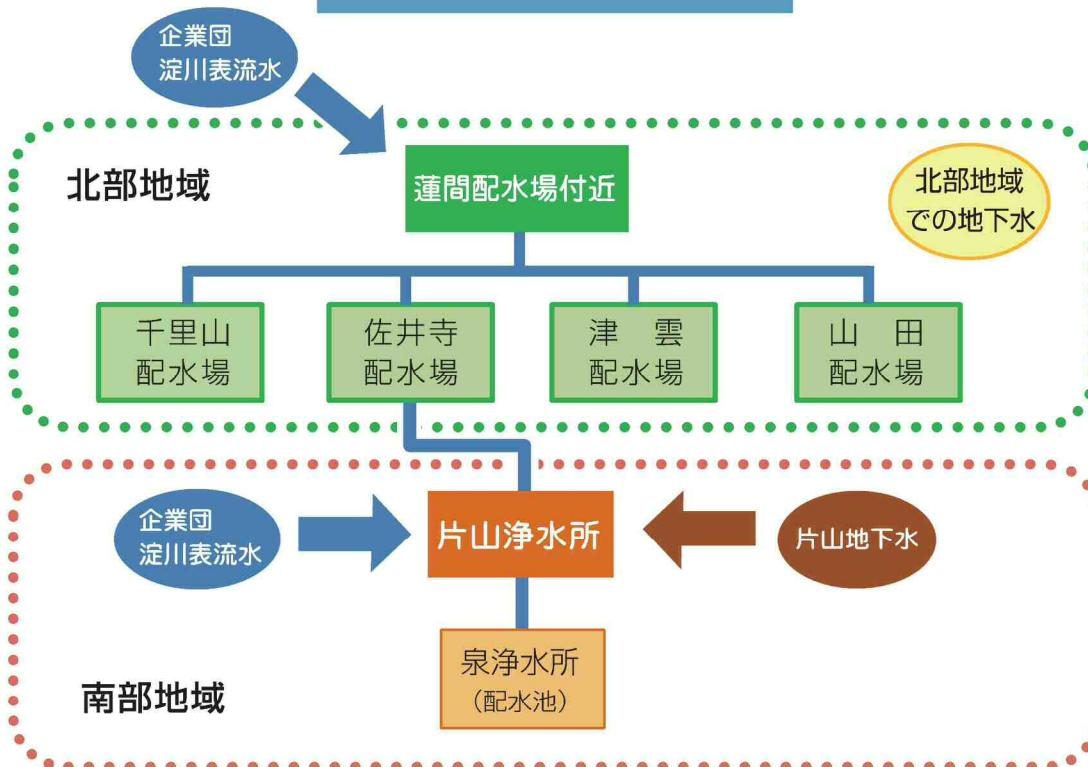 企業団
淀川表流水
北部地域
蓮間配水場付近
北部地域
での地下水
千里山
配水場
佐井寺
配水場
津　雲
配水場
山　田
配水場
企業団
淀川表流水
片山浄水所
片山地下水
泉浄水所
（配水池）
南部地域